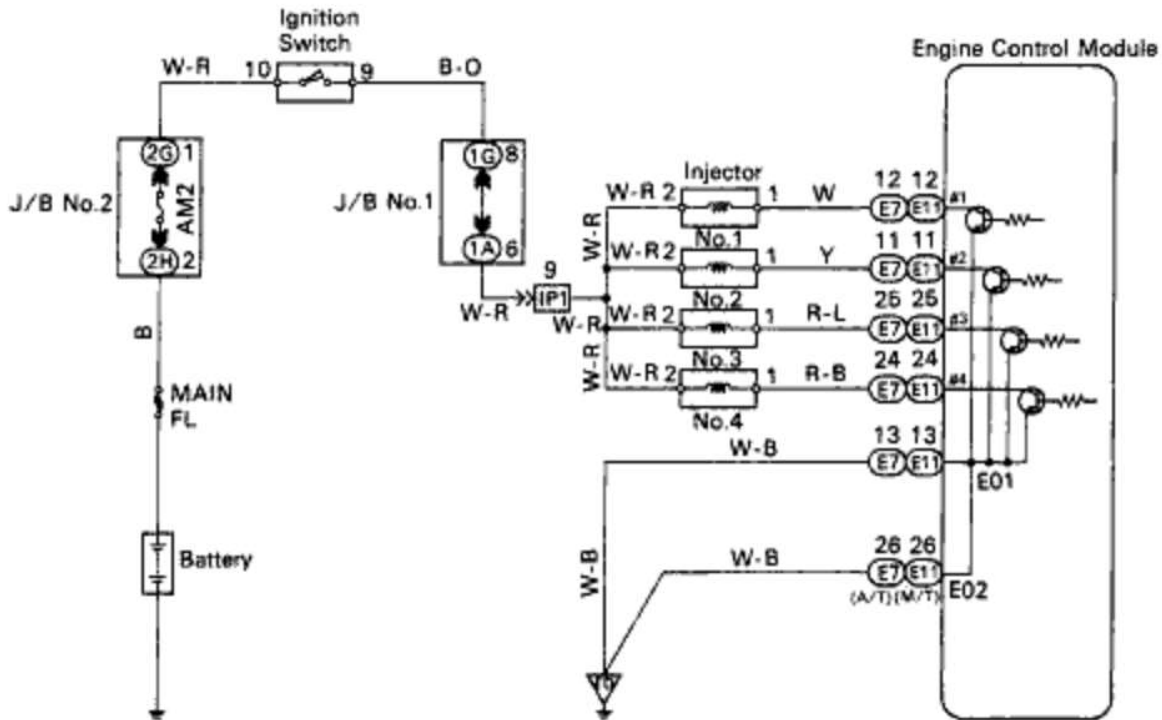 Ignition
Switch
Engine Control Module
W-R
10
9
B-O
2G 1
J/B No.2
AM2
2H 2
1G 8
J/B No.1
1A 6
W-R
9
IP1
B
MAIN
FL
Battery
Injector
W-R 2 1 W 12 12
E7 E11 #1
No.1
W-R
W-R 2 1 Y 11 11
E7 E11 #2
No.2
W-R
W-R 2 1 R-L 25 25
E7 E11 #3
No.3
W-R
W-R 2 1 R-B 24 24
E7 E11 #4
No.4
W-B 13 13
E7 E11
E01
W-B
W-B 26 26
E7 E11
E02
(A/T) (M/T)